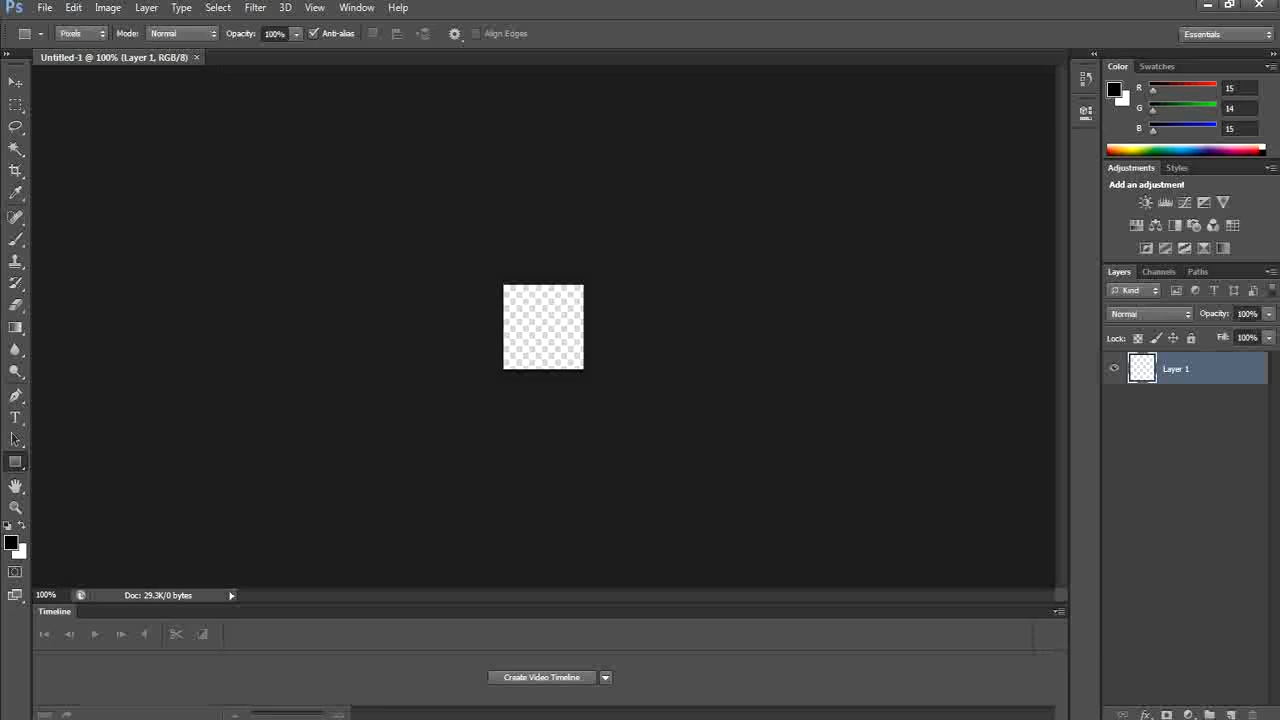 Ps File Edit Image Layer Type Select Filter 3D View Window Help
Pixels Mode: Normal Opacity: 100% Anti-alias Align Edges Essentials
Untitled-1 @ 100% (Layer 1, RGB/8) ×
Color Swatches
R 15
G 14
B 15
Adjustments Styles
Add an adjustment
Layers Channels Paths
Kind T
Normal Opacity: 100%
Lock: Fill: 100%
Layer 1
T
100% Doc: 29.3K/0 bytes
Timeline
Create Video Timeline
fx